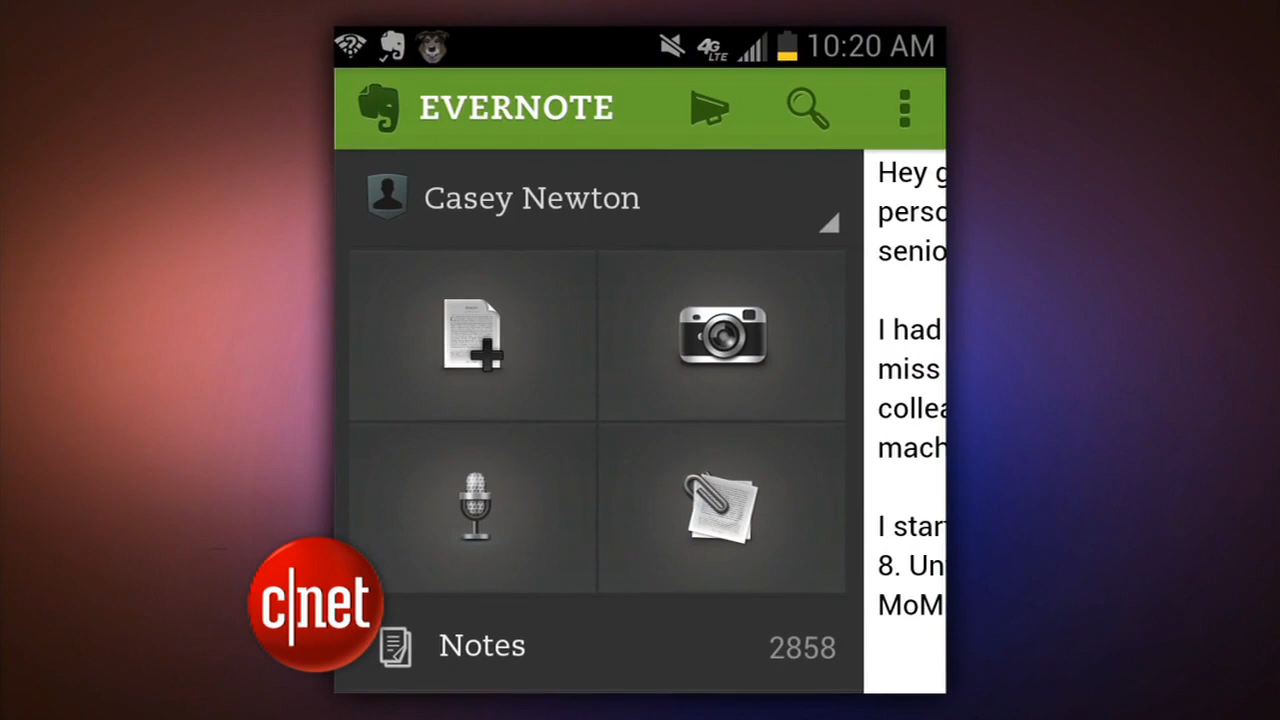 4G LTE 10:20 AM
EVERNOTE
Casey Newton
Hey g
perso
senio
I had
miss
collea
mach
I star
8. Un
MoM
c|net
Notes 2858